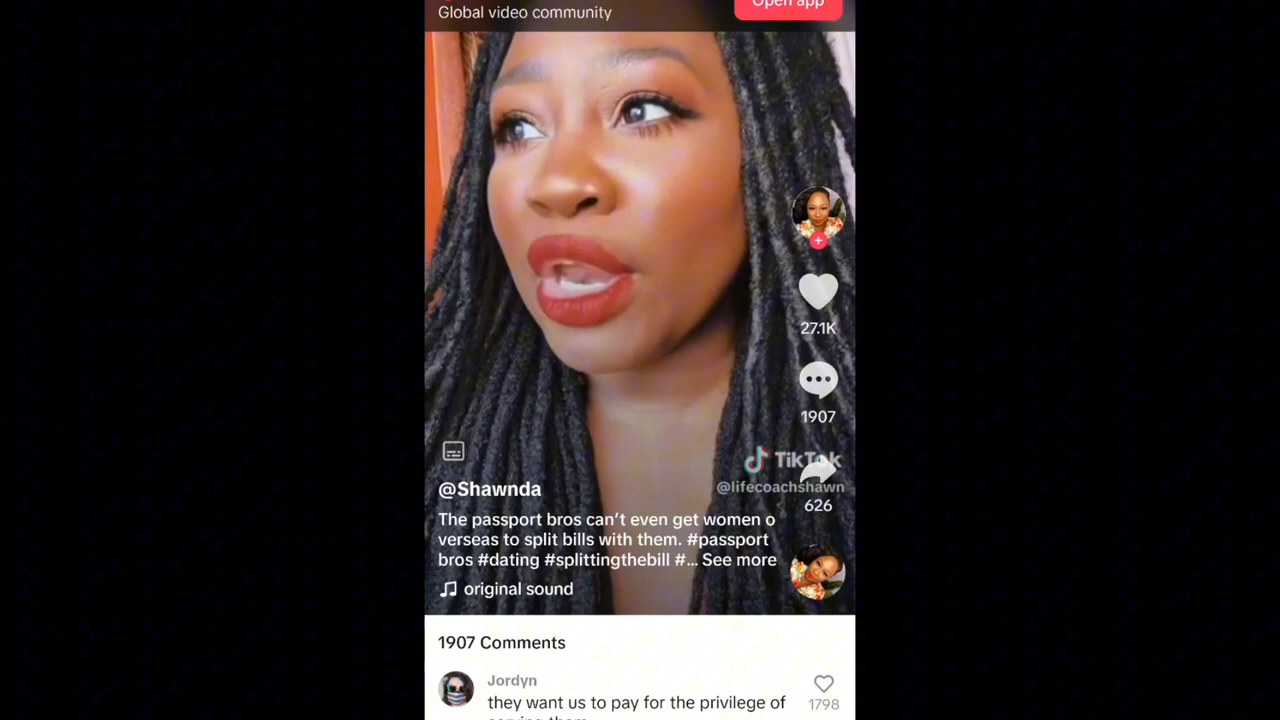 Global video community
Open app
27.1K
1907
TikTok
@lifecoachshawn
626
@Shawnda
The passport bros can’t even get women o
verseas to split bills with them. #passport
bros #dating #splittingthebill #... See more
original sound
1907 Comments
Jordyn
they want us to pay for the privilege of
1798